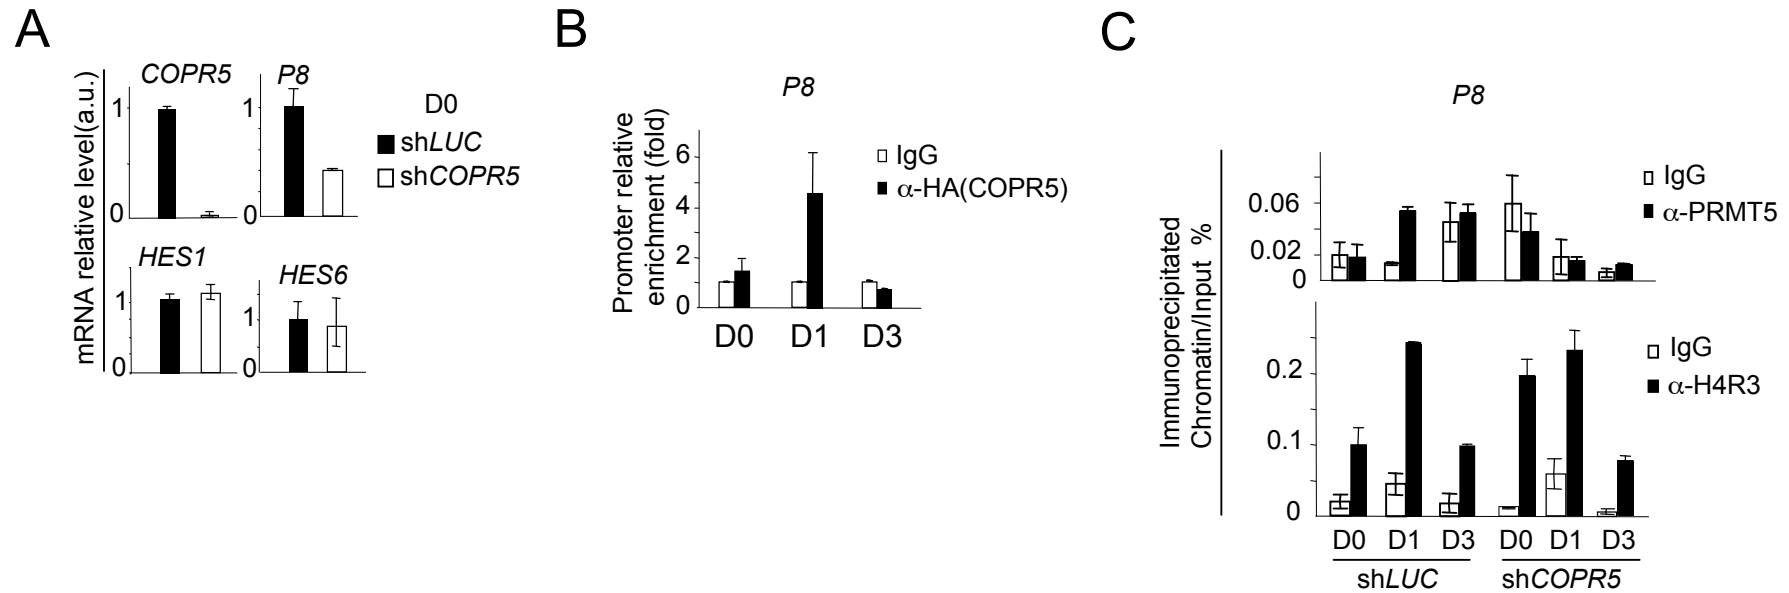 A
mRNA relative level(a.u.)
COPR5
1
0
P8
1
0
D0
shLUC
shCOPR5
HES1
1
0
HES6
1
0
B
P8
Promoter relative
enrichment (fold)
6
4
2
0
IgG
α-HA(COPR5)
D0 D1 D3
C
P8
Immunoprecitated
Chromatin/Input %
0.06
0.02
0
IgG
α-PRMT5
0.2
0.1
0
IgG
α-H4R3
D0 D1 D3 D0 D1 D3
shLUC shCOPR5